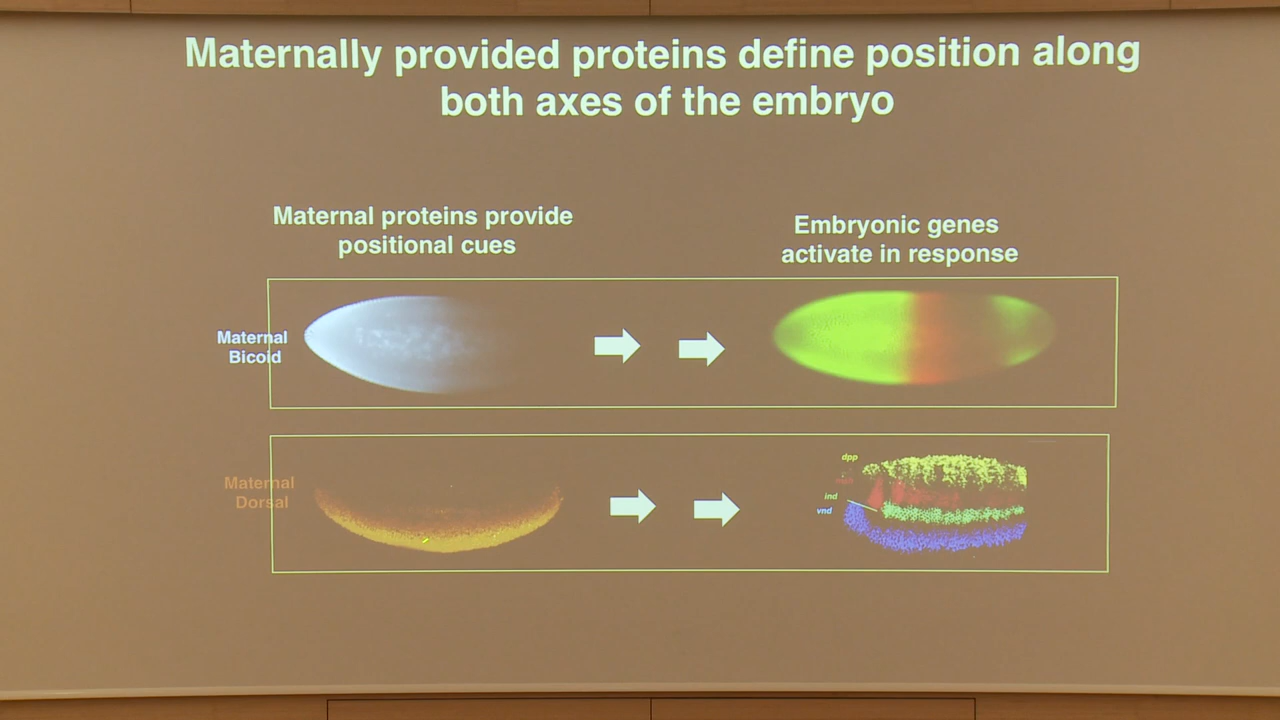 Maternally provided proteins define position along
both axes of the embryo
Maternal proteins provide
positional cues
Embryonic genes
activate in response
Maternal
Bicoid
Maternal
Dorsal
dpp
ind
vnd